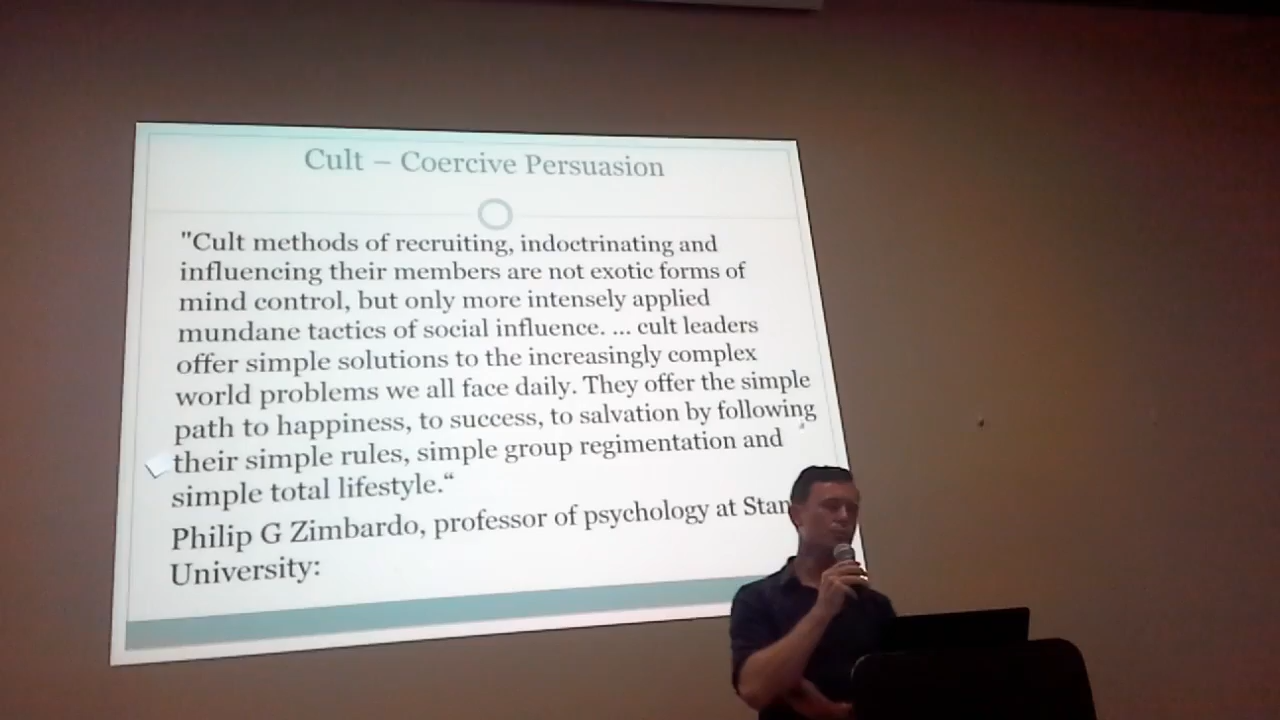 Cult – Coercive Persuasion
"Cult methods of recruiting, indoctrinating and
influencing their members are not exotic forms of
mind control, but only more intensely applied
mundane tactics of social influence. ... cult leaders
offer simple solutions to the increasingly complex
world problems we all face daily. They offer the simple
path to happiness, to success, to salvation by following
their simple rules, simple group regimentation and
simple total lifestyle.“
Philip G Zimbardo, professor of psychology at Stan
University: